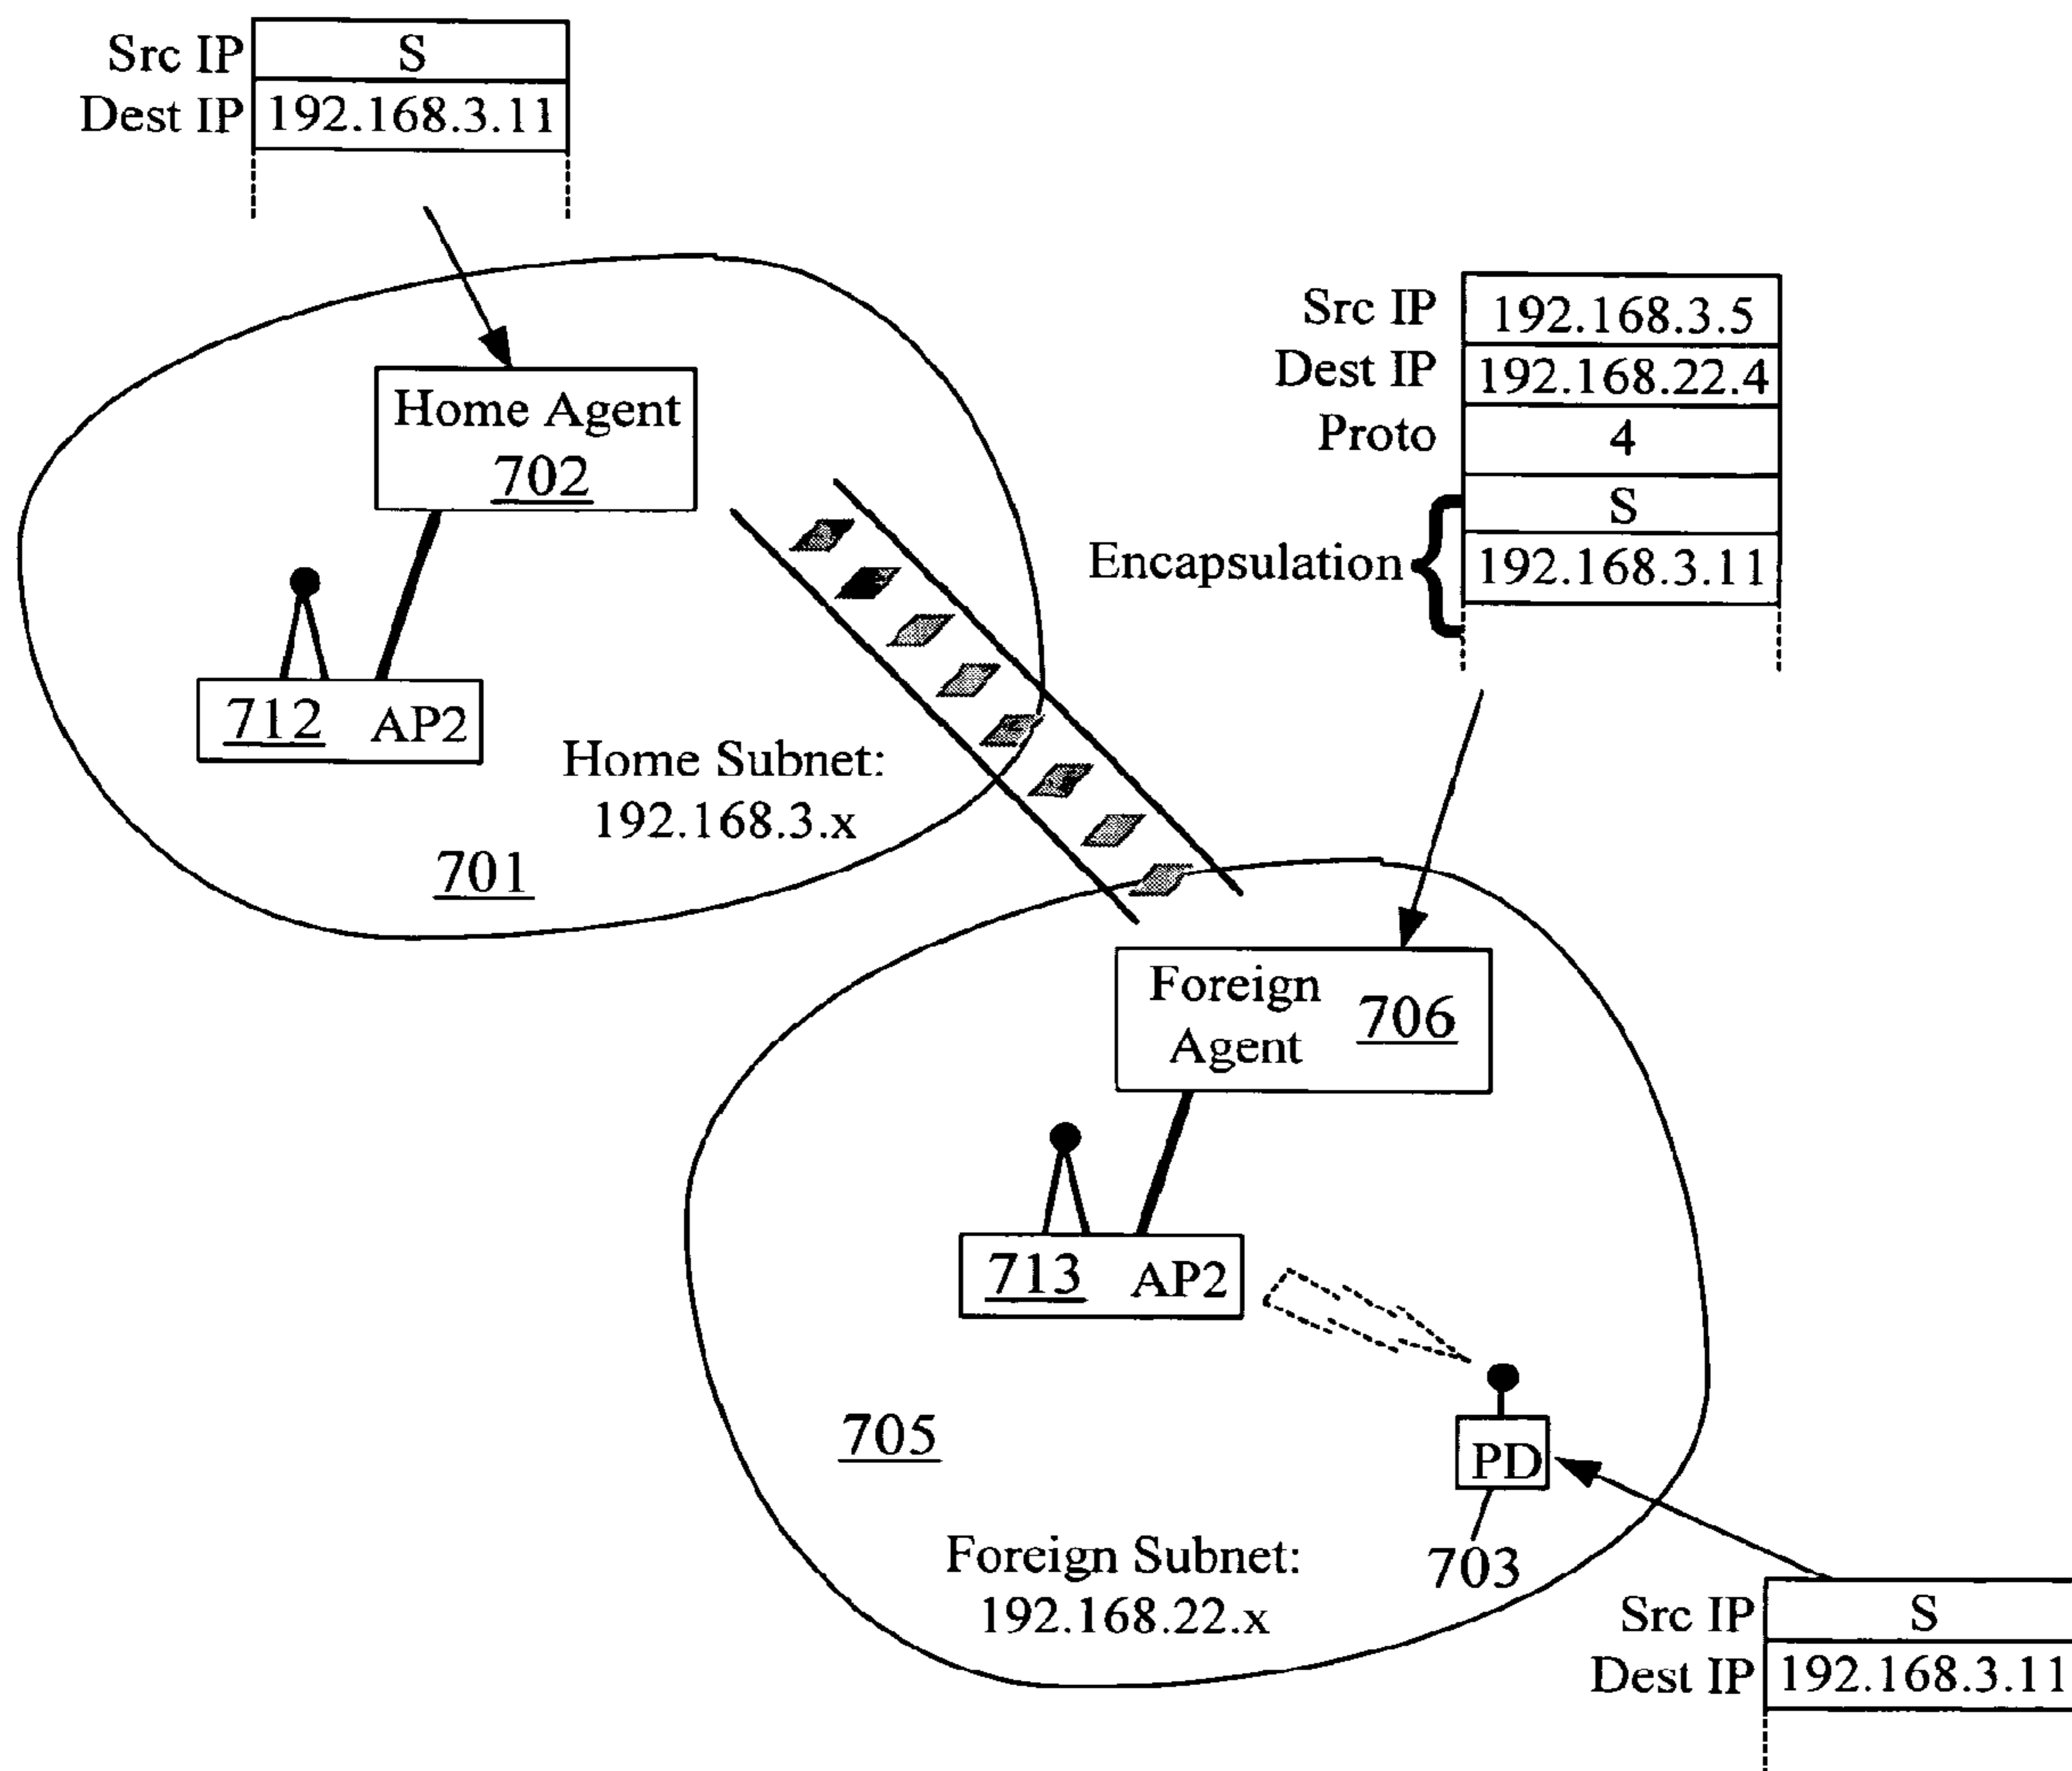 Src IP S
Dest IP 192.168.3.11
Src IP 192.168.3.5
Dest IP 192.168.22.4
Proto 4
S
Encapsulation 192.168.3.11
Home Agent
702
712 AP2
Home Subnet:
192.168.3.x
701
Foreign
Agent
706
713 AP2
705
PD
703
Foreign Subnet:
192.168.22.x
Src IP S
Dest IP 192.168.3.11